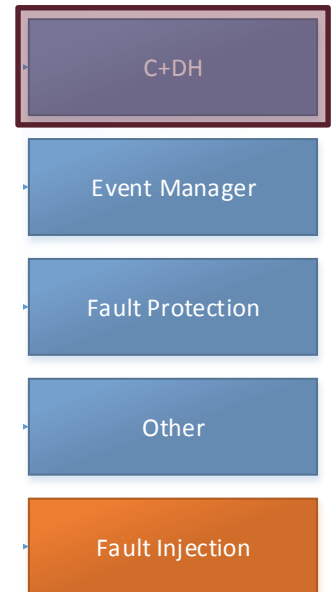 C+DH
Event Manager
Fault Protection
Other
Fault Injection